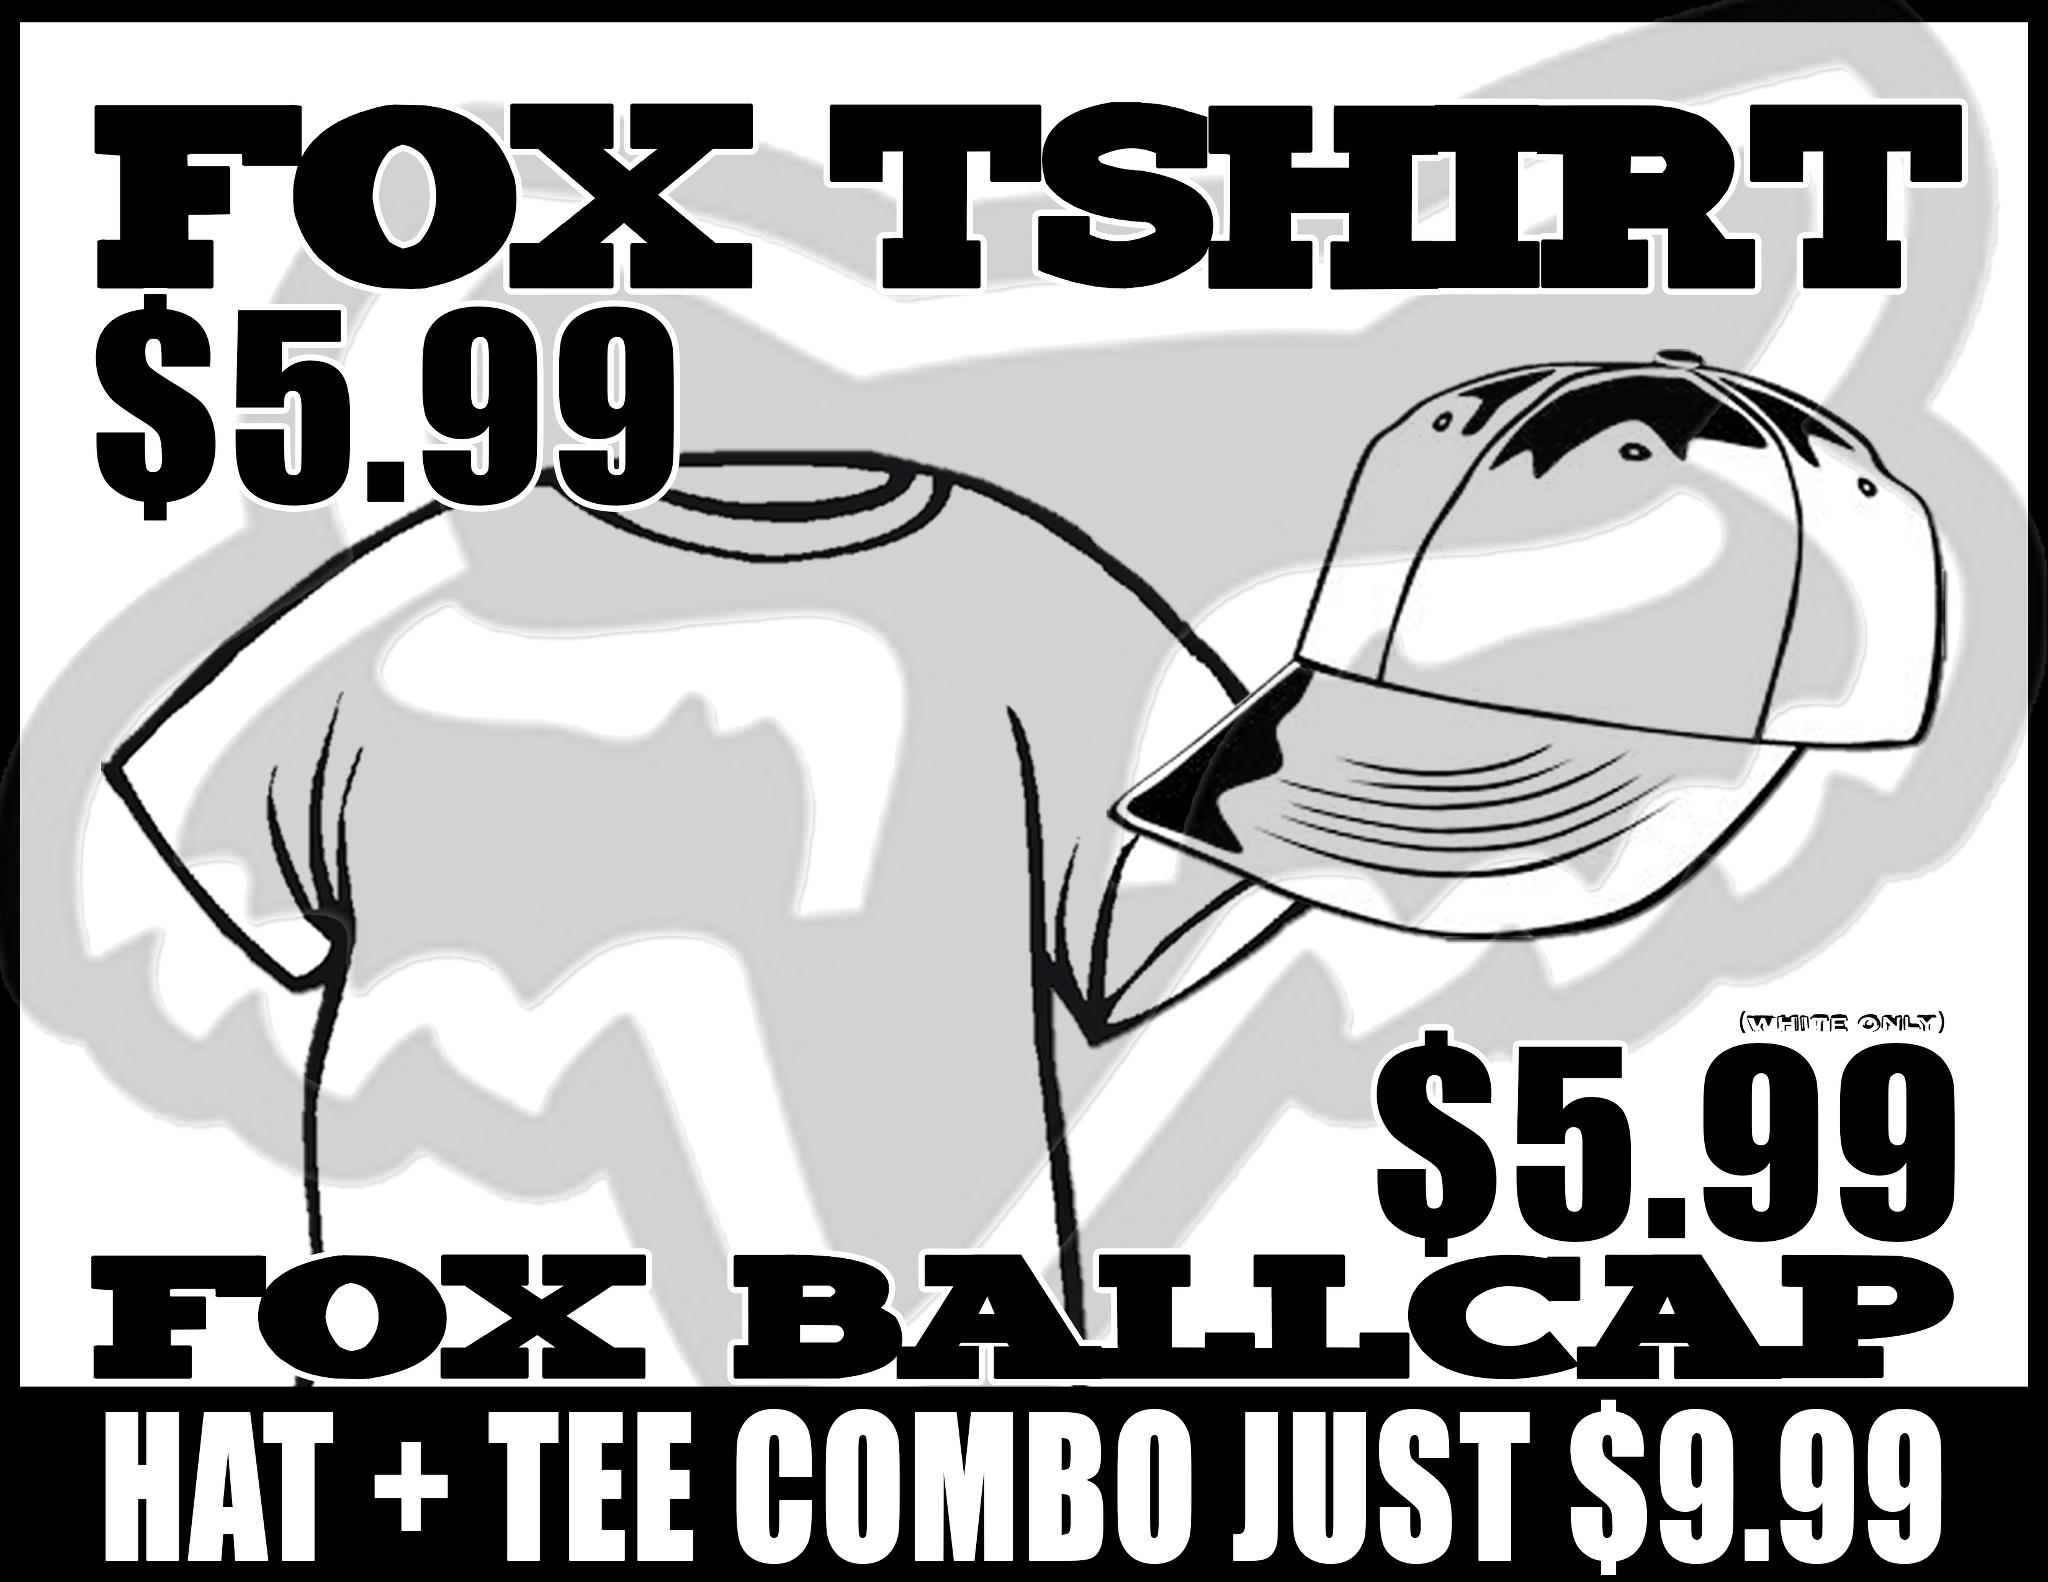 FOX TSHIRT
$5.99
(WHITE ONLY)
$5.99
FOX BALLCAP
HAT + TEE COMBO JUST $9.99